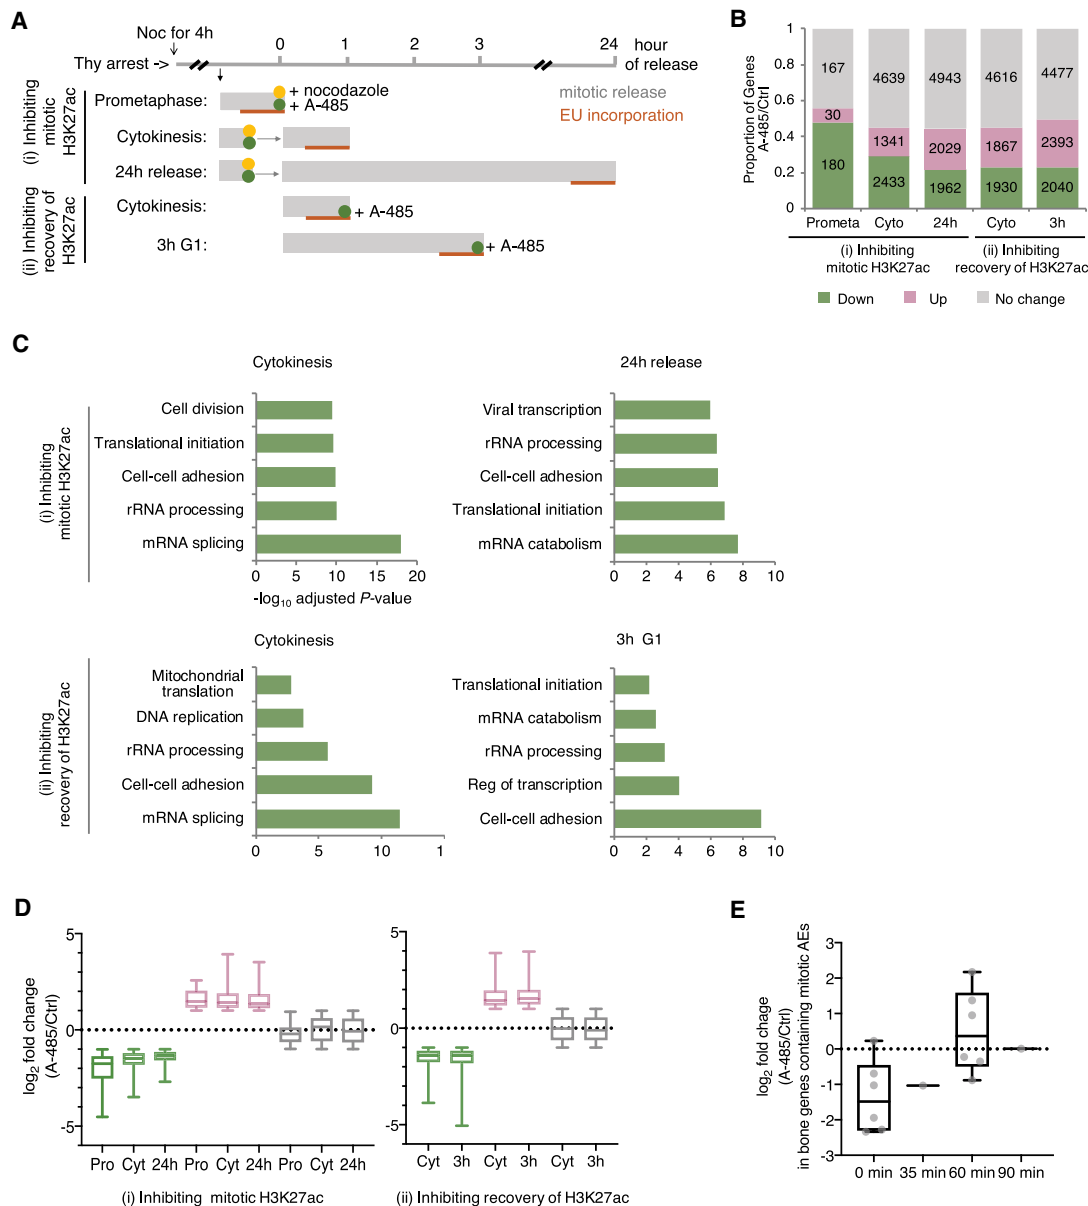 A
Noc for 4h
0
1
2
3
24
hour
of release
Thy arrest ->
(i) Inhibiting
mitotic
H3K27ac
Prometaphase:
+ nocodazole
+ A-485
mitotic release
EU incorporation
Cytokinesis:
24h release:
(ii) Inhibiting
recovery of
H3K27ac
Cytokinesis:
+ A-485
3h G1:
+ A-485
B
Proportion of Genes
A-485/Ctrl
1
0.8
0.6
0.4
0.2
0
167
4639
4943
4616
4477
30
1341
2029
1867
2393
180
2433
1962
1930
2040
Prometa
Cyto
24h
Cyto
3h
(i) Inhibiting
mitotic H3K27ac
(ii) Inhibiting
recovery of H3K27ac
Down
Up
No change
C
(i) Inhibiting
mitotic H3K27ac
Cytokinesis
Cell division
Translational initiation
Cell-cell adhesion
rRNA processing
mRNA splicing
0
5
10
15
20
-log10 adjusted P-value
24h release
Viral transcription
rRNA processing
Cell-cell adhesion
Translational initiation
mRNA catabolism
0
2
4
6
8
10
(ii) Inhibiting
recovery of H3K27ac
Cytokinesis
Mitochondrial
translation
DNA replication
rRNA processing
Cell-cell adhesion
mRNA splicing
0
5
10
1
3h G1
Translational initiation
mRNA catabolism
rRNA processing
Reg of transcription
Cell-cell adhesion
0
2
4
6
8
10
D
log2 fold change
(A-485/Ctrl)
5
0
-5
Pro
Cyt
24h
Pro
Cyt
24h
Pro
Cyt
24h
(i) Inhibiting mitotic H3K27ac
5
0
-5
Cyt
3h
Cyt
3h
Cyt
3h
(ii) Inhibiting recovery of H3K27ac
E
log2 fold chage
(A-485/Ctrl)
in bone genes containing mitotic AEs
3
2
1
0
-1
-2
-3
0 min
35 min
60 min
90 min